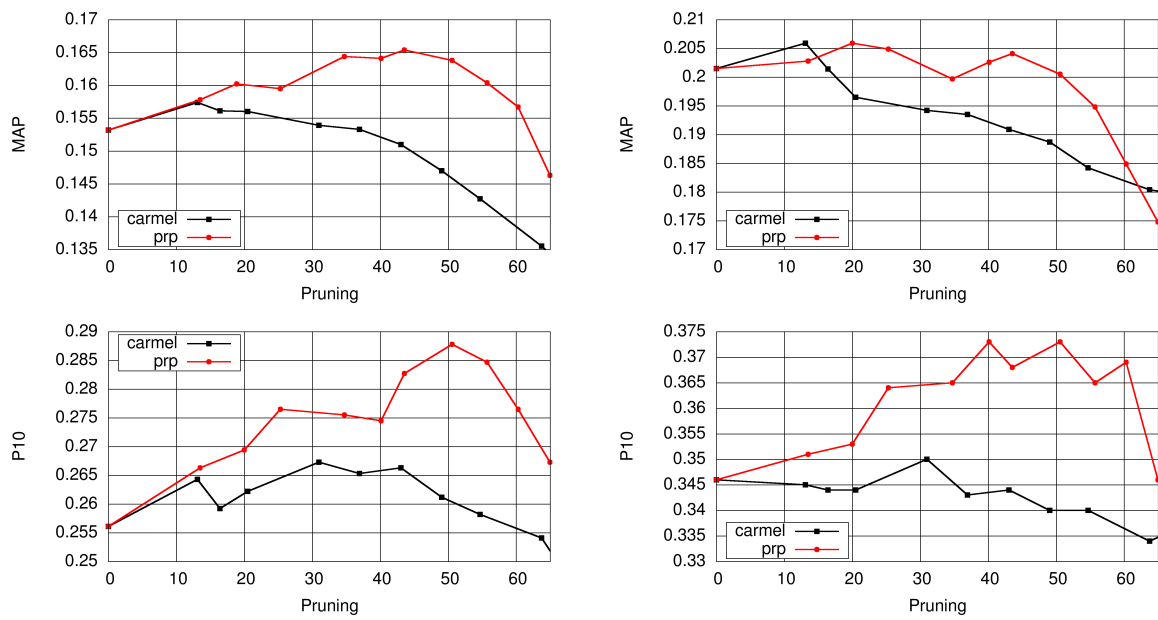 0.17
0.165
0.16
0.155
0.15
0.145
0.14
0.135
MAP
carmel
prp
0 10 20 30 40 50 60
Pruning
0.21
0.205
0.2
0.195
0.19
0.185
0.18
0.175
0.17
MAP
carmel
prp
0 10 20 30 40 50 60
Pruning
0.29
0.285
0.28
0.275
0.27
0.265
0.26
0.255
0.25
P10
carmel
prp
0 10 20 30 40 50 60
Pruning
0.375
0.37
0.365
0.36
0.355
0.35
0.345
0.34
0.335
0.33
P10
carmel
prp
0 10 20 30 40 50 60
Pruning